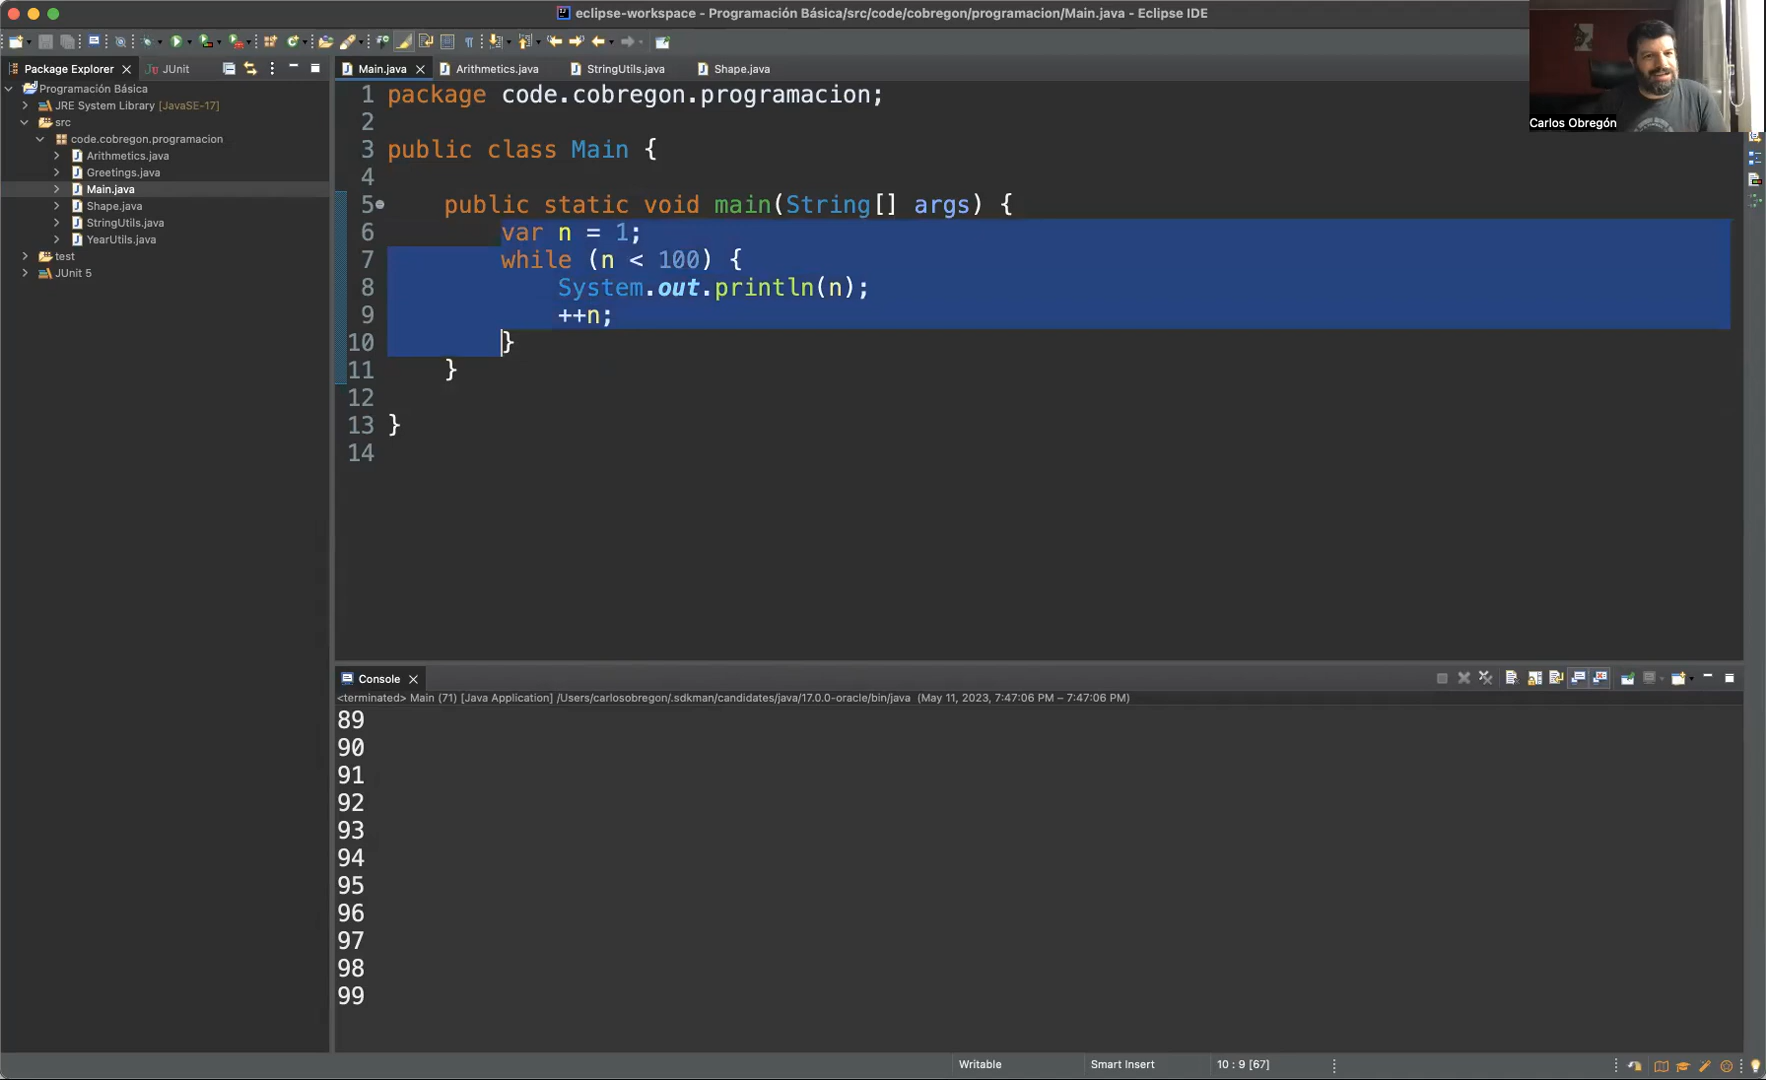 eclipse-workspace - Programación Básica/src/code/cobregon/programacion/Main.java - Eclipse IDE
Carlos Obregón
Package Explorer
JUnit
Main.java
Arithmetics.java
StringUtils.java
Shape.java
Programación Básica
JRE System Library [JavaSE-17]
src
code.cobregon.programacion
Arithmetics.java
Greetings.java
Main.java
Shape.java
StringUtils.java
YearUtils.java
test
JUnit 5
1 package code.cobregon.programacion;
2
3 public class Main {
4
5 public static void main(String[] args) {
6 var n = 1;
7 while (n < 100) {
8 System.out.println(n);
9 ++n;
10 }
11 }
12
13 }
14
Console
<terminated> Main (71) [Java Application] /Users/carlosobregon/.sdkman/candidates/java/17.0.0-oracle/bin/java (May 11, 2023, 7:47:06 PM – 7:47:06 PM)
89
90
91
92
93
94
95
96
97
98
99
Writable
Smart Insert
10 : 9 [67]